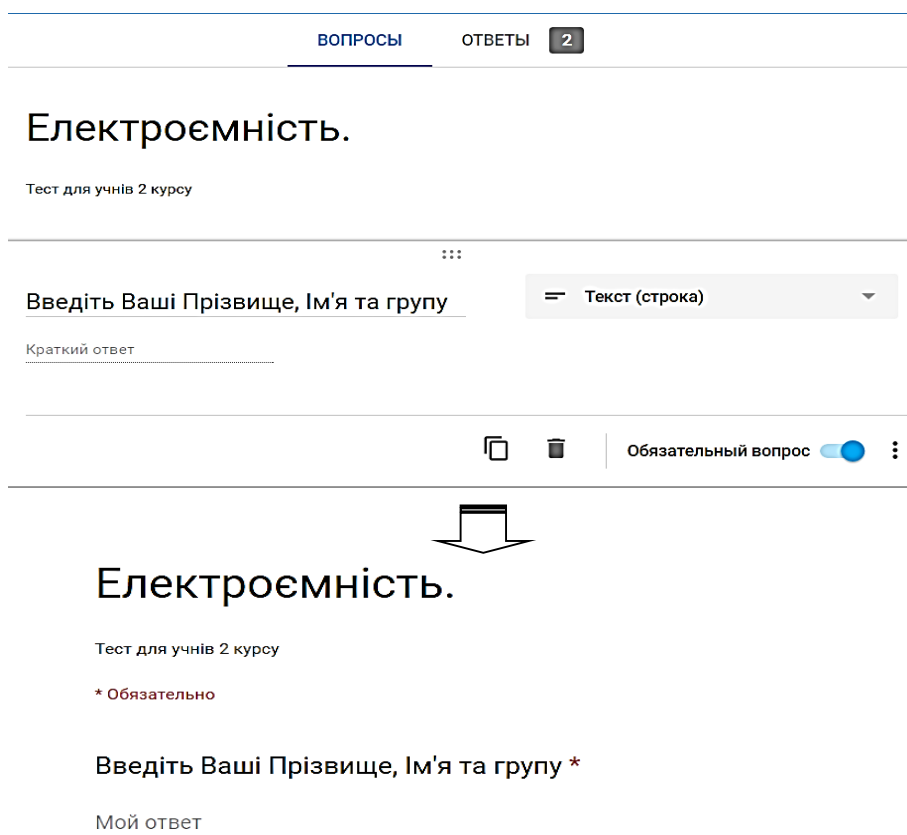 ВОПРОСЫ ОТВЕТЫ 2
Електроємність.
Тест для учнів 2 курсу
Введіть Ваші Прізвище, Ім'я та групу
Текст (строка)
Краткий ответ
Обязательный вопрос
Електроємність.
Тест для учнів 2 курсу
* Обязательно
Введіть Ваші Прізвище, Ім'я та групу *
Мой ответ